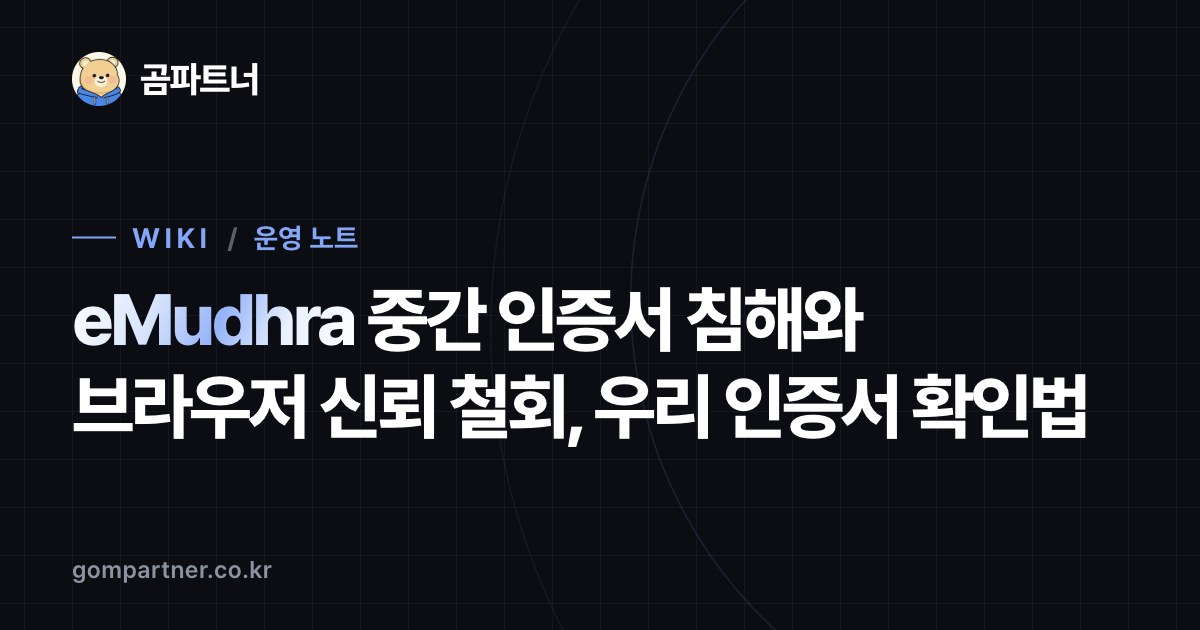 곰파트너
WIKI / 운영 노트
eMudhra 중간 인증서 침해와
브라우저 신뢰 철회, 우리 인증서 확인법
gompartner.co.kr